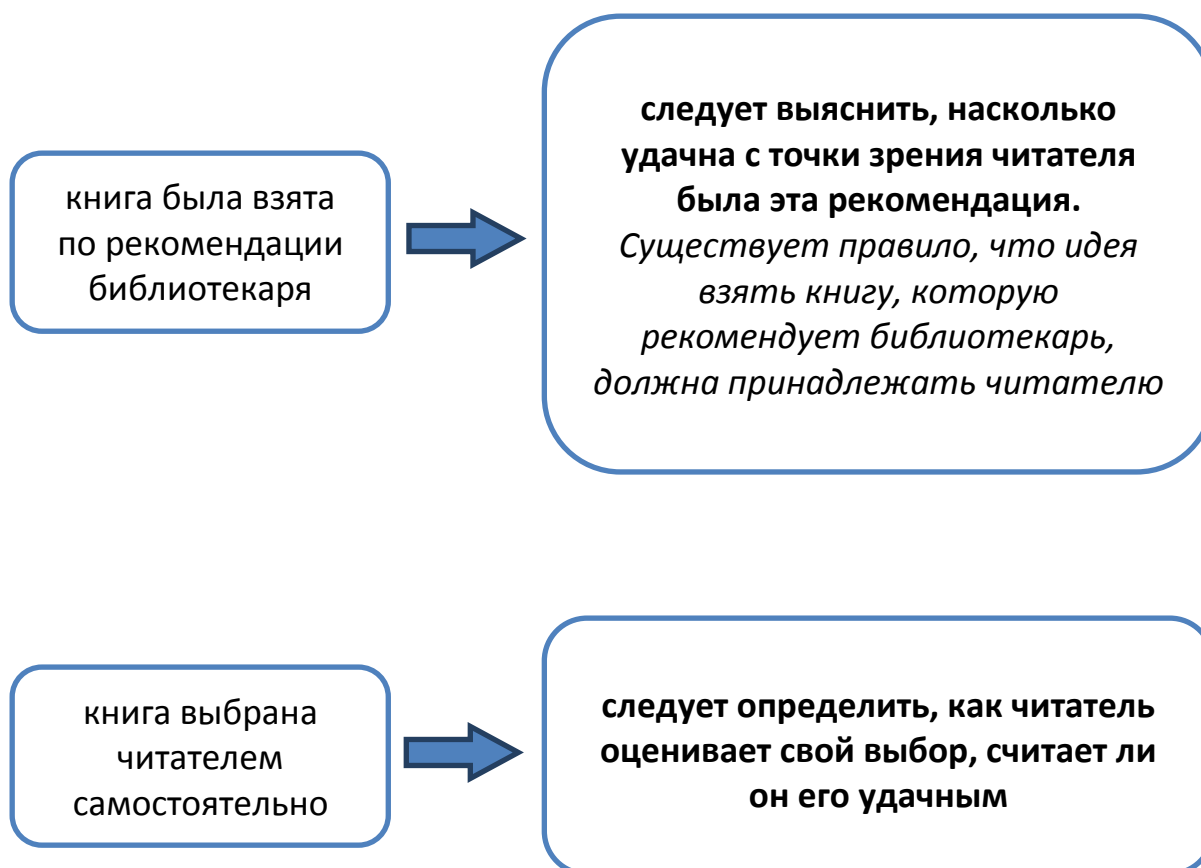 книга была взята
по рекомендации
библиотекаря
следует выяснить, насколько
удачна с точки зрения читателя
была эта рекомендация.
Существует правило, что идея
взять книгу, которую
рекомендует библиотекарь,
должна принадлежать читателю
книга выбрана
читателем
самостоятельно
следует определить, как читатель
оценивает свой выбор, считает ли
он его удачным